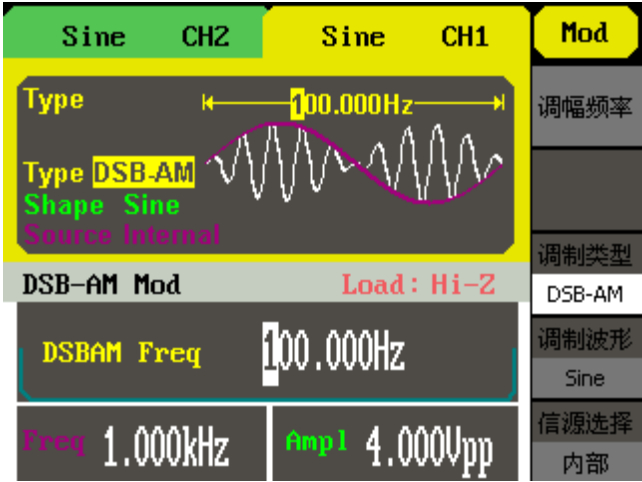 Sine CH2 Sine CH1 Mod
Type 100.000Hz
Type DSB-AM
Shape Sine
Source Internal
DSB-AM Mod Load: Hi-Z
DSBAM Freq 100.000Hz
Freq 1.000kHz Ampl 4.000Vpp
调幅频率
调制类型
DSB-AM
调制波形
Sine
信源选择
内部